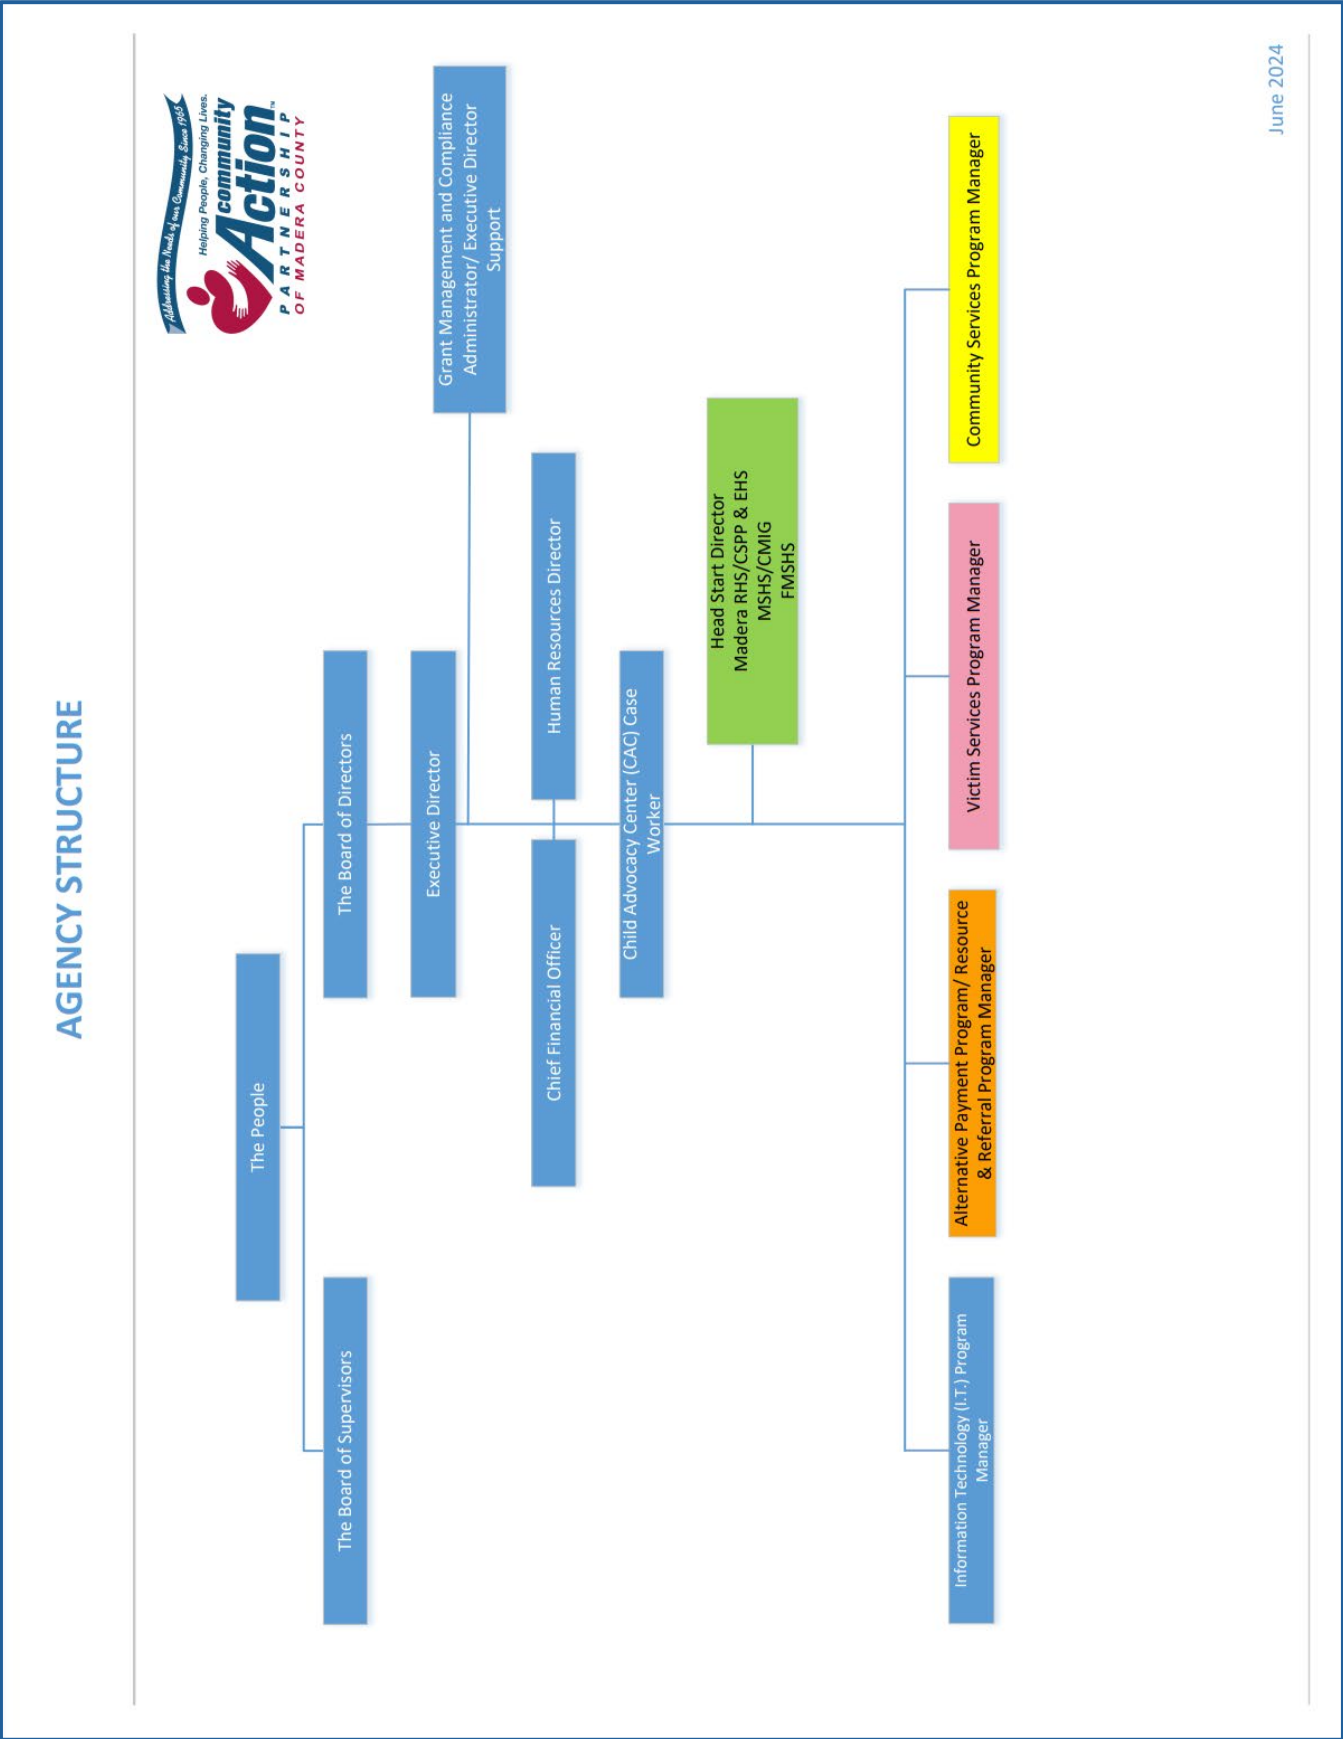 AGENCY STRUCTURE
Addressing the Needs of our Community Since 1965
Helping People, Changing Lives.
community
Action™
PARTNERSHIP
OF MADERA COUNTY
The People
The Board of Supervisors
The Board of Directors
Executive Director
Grant Management and Compliance
Administrator/ Executive Director
Support
Chief Financial Officer
Human Resources Director
Child Advocacy Center (CAC) Case
Worker
Head Start Director
Madera RHS/CSPP & EHS
MSHS/CMIG
FMSHS
Information Technology (I.T.) Program
Manager
Alternative Payment Program/ Resource
& Referral Program Manager
Victim Services Program Manager
Community Services Program Manager
June 2024